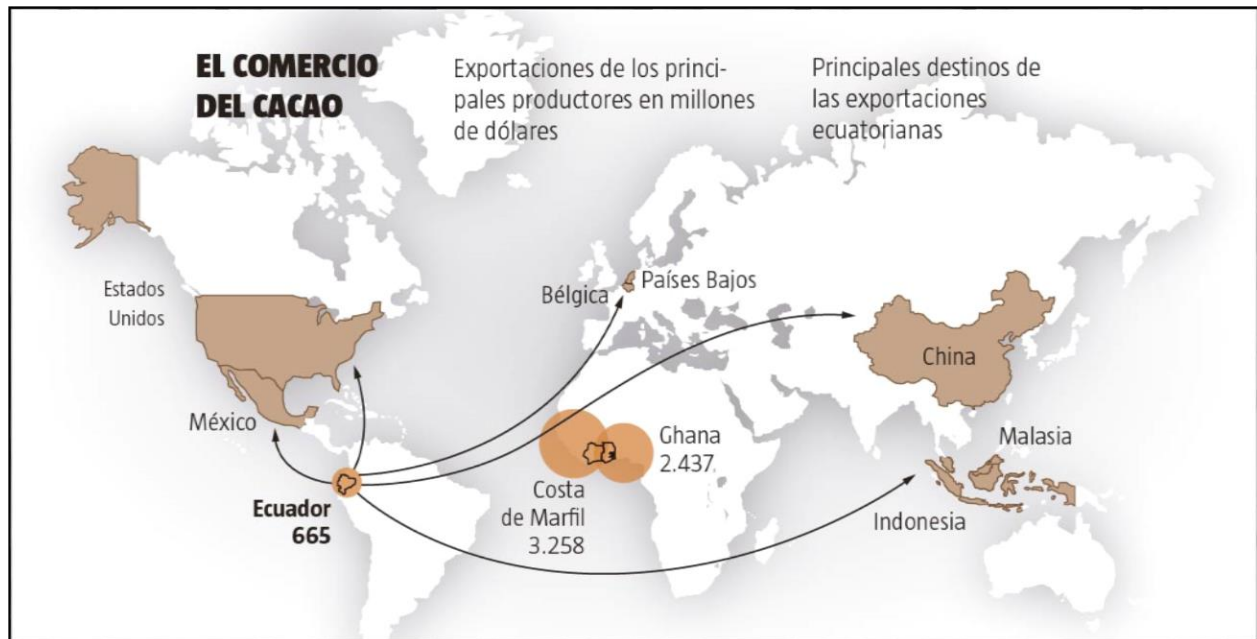 EL COMERCIO
DEL CACAO
Exportaciones de los princi-
pales productores en millones
de dólares
Principales destinos de
las exportaciones
ecuatorianas
Estados
Unidos
México
Ecuador
665
Bélgica
Países Bajos
Costa
de Marfil
3.258
Ghana
2.437
China
Malasia
Indonesia